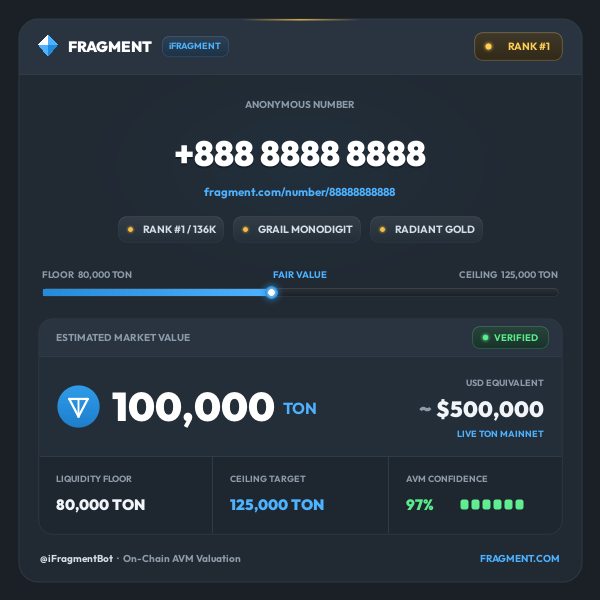 FRAGMENT iFRAGMENT RANK #1
ANONYMOUS NUMBER
+888 8888 8888
fragment.com/number/88888888888
RANK #1 / 136K GRAIL MONODIGIT RADIANT GOLD
FLOOR 80,000 TON FAIR VALUE CEILING 125,000 TON
ESTIMATED MARKET VALUE VERIFIED
100,000 TON
USD EQUIVALENT
~ $500,000
LIVE TON MAINNET
LIQUIDITY FLOOR
80,000 TON
CEILING TARGET
125,000 TON
AVM CONFIDENCE
97%
@iFragmentBot · On-Chain AVM Valuation FRAGMENT.COM